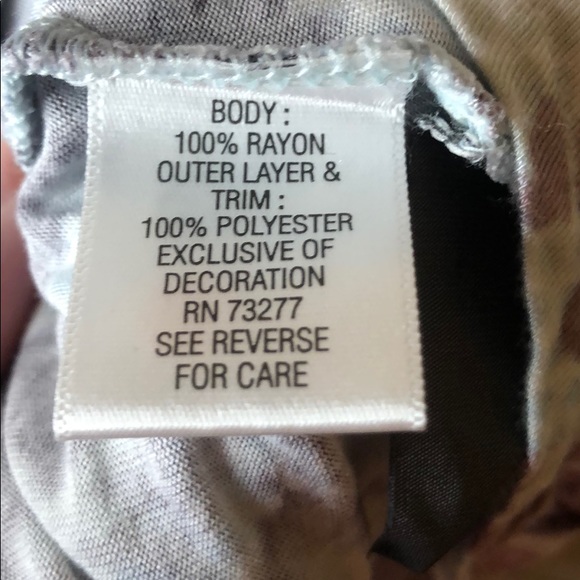 BODY :
100% RAYON
OUTER LAYER &
TRIM :
100% POLYESTER
EXCLUSIVE OF
DECORATION
RN 73277
SEE REVERSE
FOR CARE